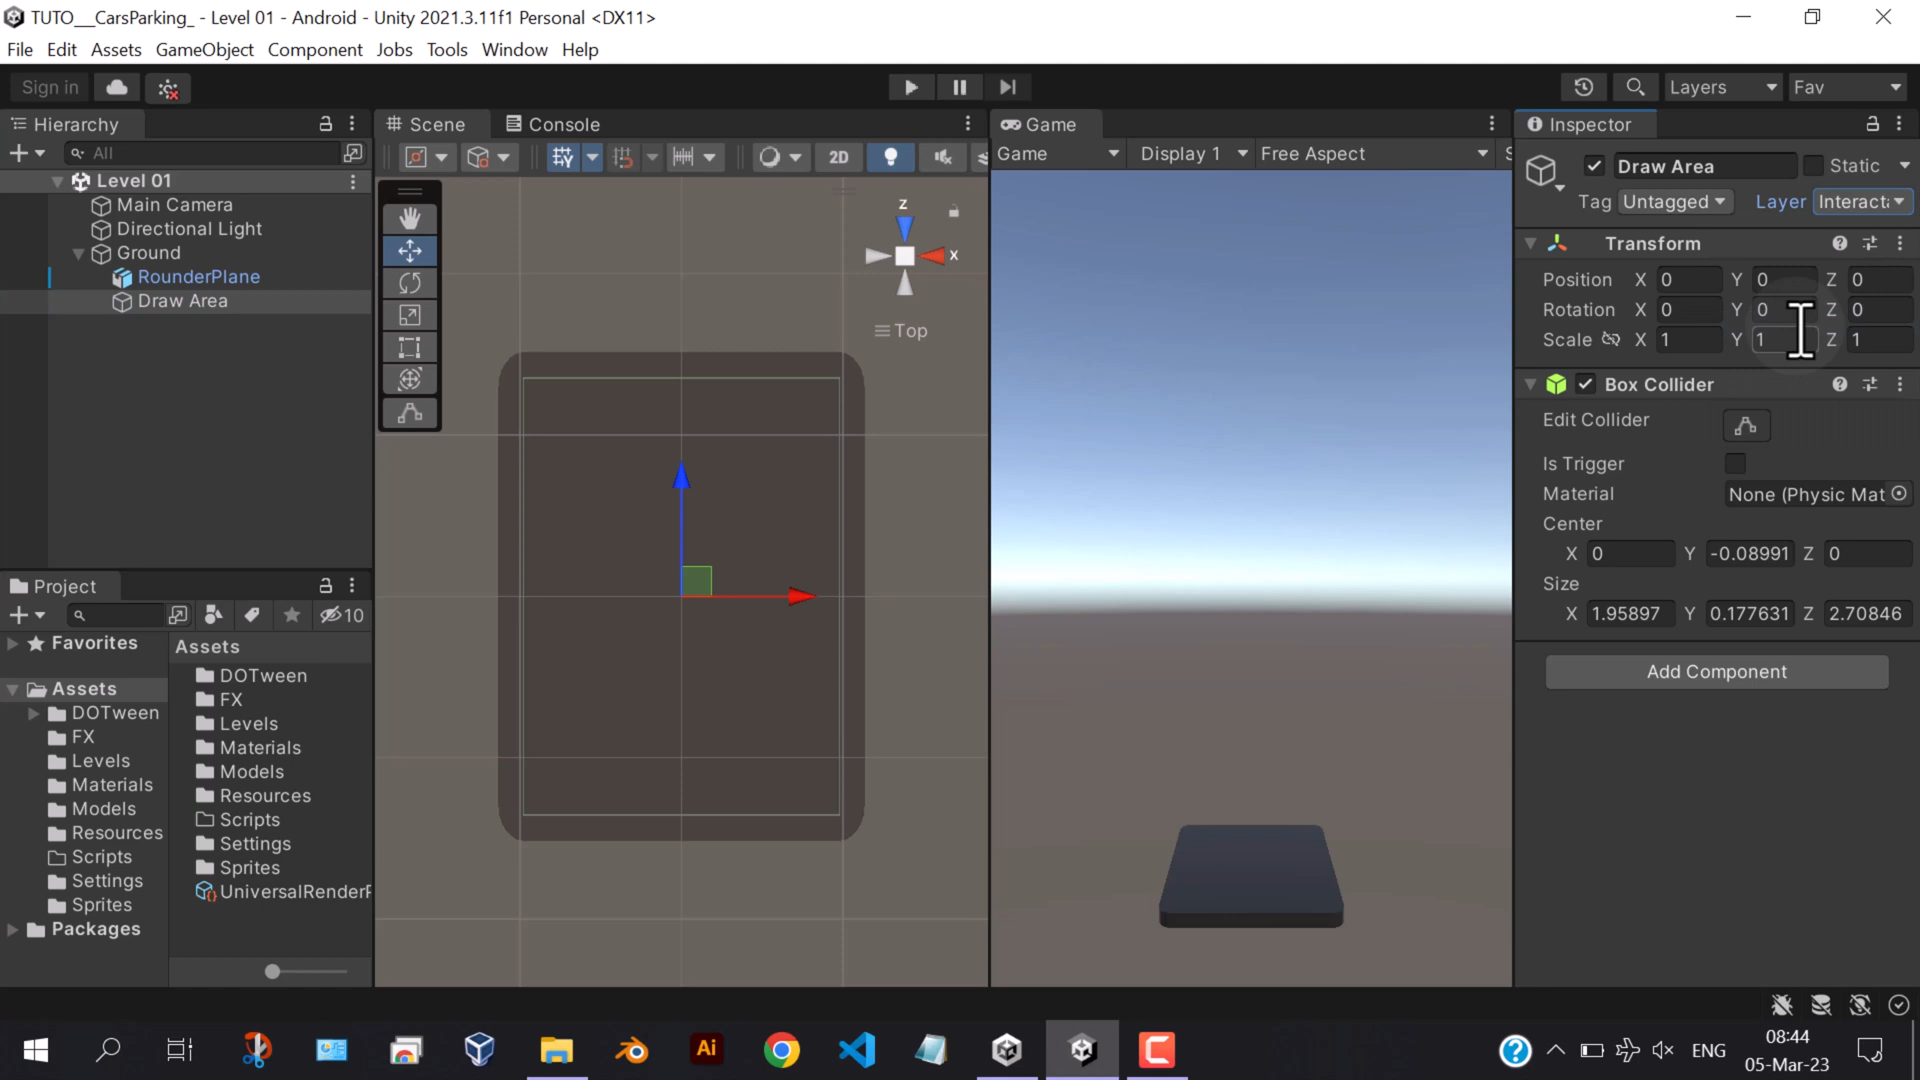 TUTO__CarsParking_ - Level 01 - Android - Unity 2021.3.11f1 Personal <DX11>
File Edit Assets GameObject Component Jobs Tools Window Help
Sign in
Layers Fav
Hierarchy
All
Level 01
Main Camera
Directional Light
Ground
RounderPlane
Draw Area
Scene Console
2D
z
x
Top
Game
Game Display 1 Free Aspect S
Inspector
Draw Area Static
Tag Untagged Layer Interact
Transform
Position X 0 Y 0 Z 0
Rotation X 0 Y 0 Z 0
Scale X 1 Y 1 Z 1
Box Collider
Edit Collider
Is Trigger
Material None (Physic Mat
Center
X 0 Y -0.08991 Z 0
Size
X 1.95897 Y 0.177631 Z 2.70846
Add Component
Project
10
Favorites
Assets
DOTween
FX
Levels
Materials
Models
Resources
Scripts
Settings
Sprites
Packages
Assets
DOTween
FX
Levels
Materials
Models
Resources
Scripts
Settings
Sprites
UniversalRenderP
Ai
ENG
08:44
05-Mar-23